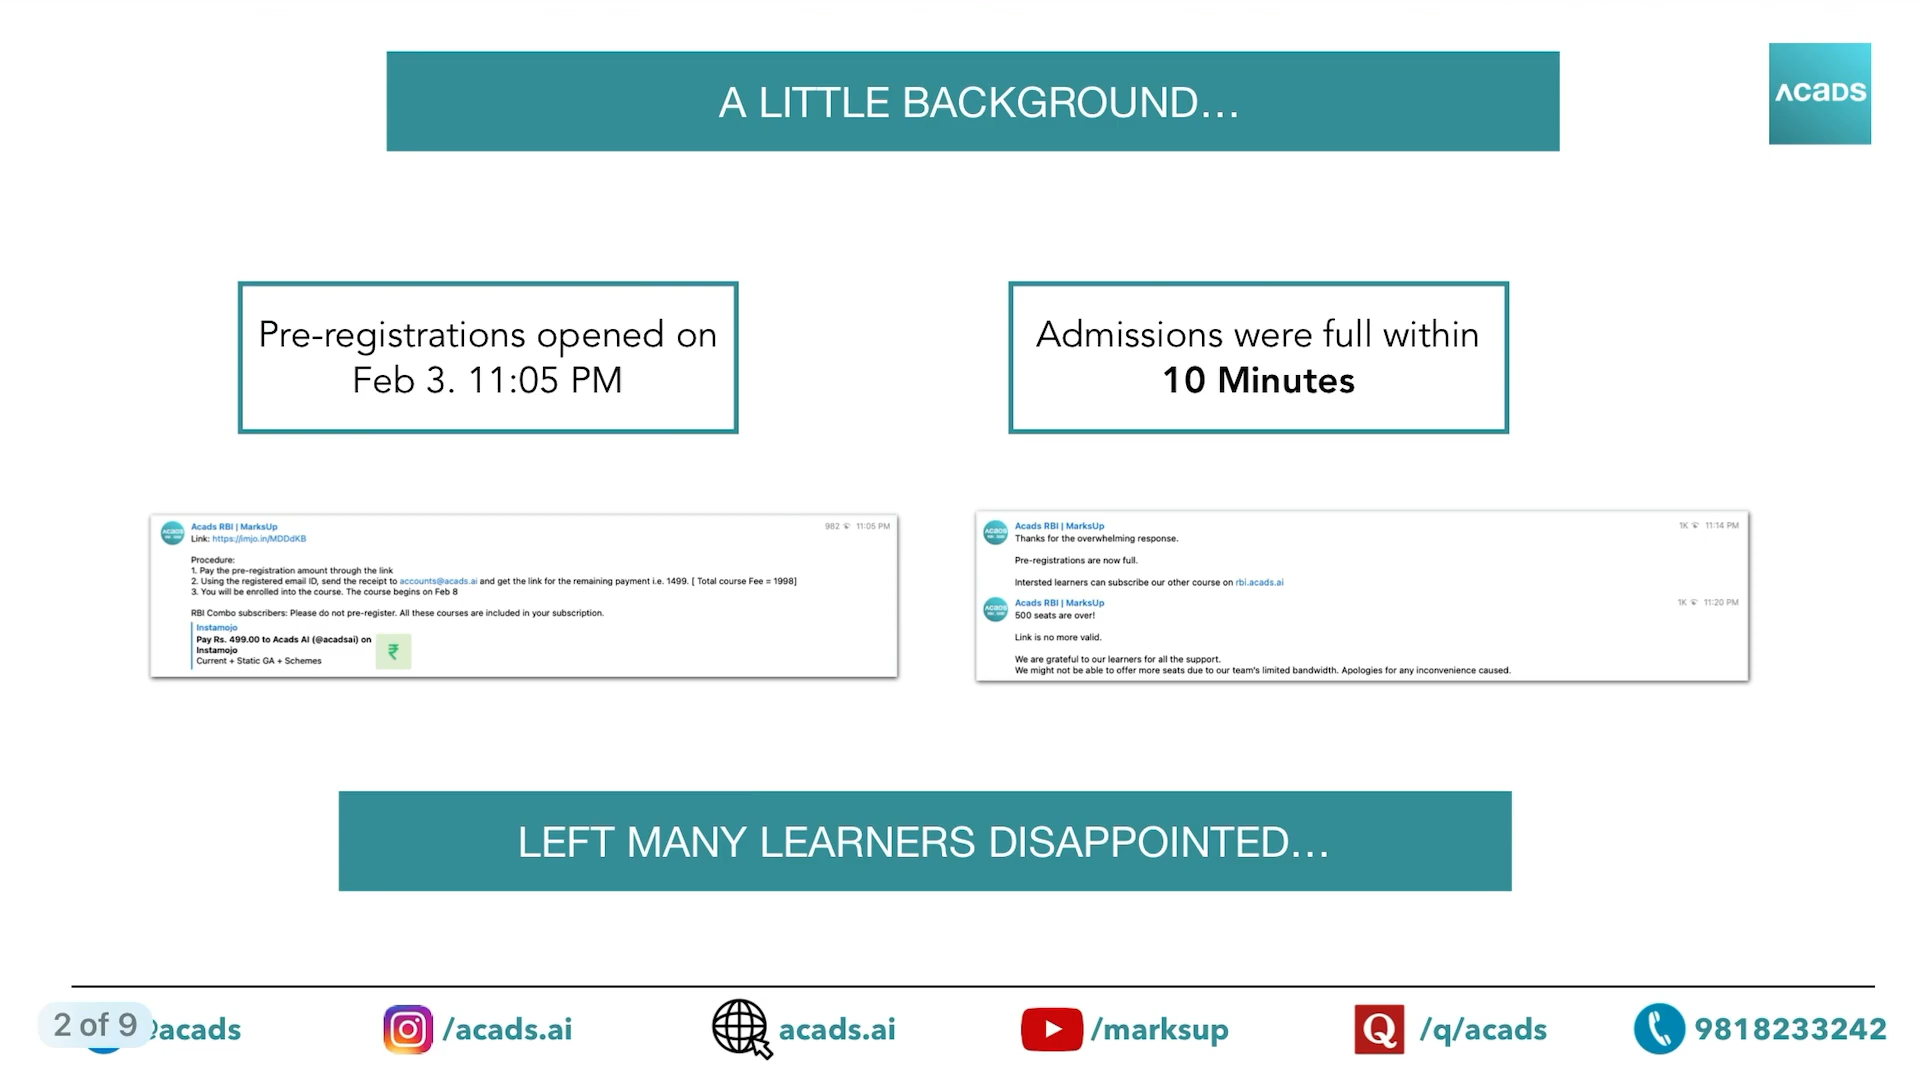 A LITTLE BACKGROUND...
ACADS
Pre-registrations opened on
Feb 3. 11:05 PM
Admissions were full within
10 Minutes
Acads RBI | MarksUp
982 11:05 PM
Link: https://imjo.in/MDDdKB
Procedure:
1. Pay the pre-registration amount through the link
2. Using the registered email ID, send the receipt to accounts@acads.ai and get the link for the remaining payment i.e. 1499. [ Total course Fee = 1998]
3. You will be enrolled into the course. The course begins on Feb 8
RBI Combo subscribers: Please do not pre-register. All these courses are included in your subscription.
Instamojo
Pay Rs. 499.00 to Acads AI (@acadsai) on
Instamojo
Current + Static GA + Schemes
₹
Acads RBI | MarksUp
1K 11:14 PM
Thanks for the overwhelming response.
Pre-registrations are now full.
Intersted learners can subscribe our other course on rbi.acads.ai
Acads RBI | MarksUp
1K 11:20 PM
500 seats are over!
Link is no more valid.
We are grateful to our learners for all the support.
We might not be able to offer more seats due to our team's limited bandwidth. Apologies for any inconvenience caused.
LEFT MANY LEARNERS DISAPPOINTED...
2 of 9
@acads
/acads.ai
acads.ai
/marksup
Q
/q/acads
9818233242